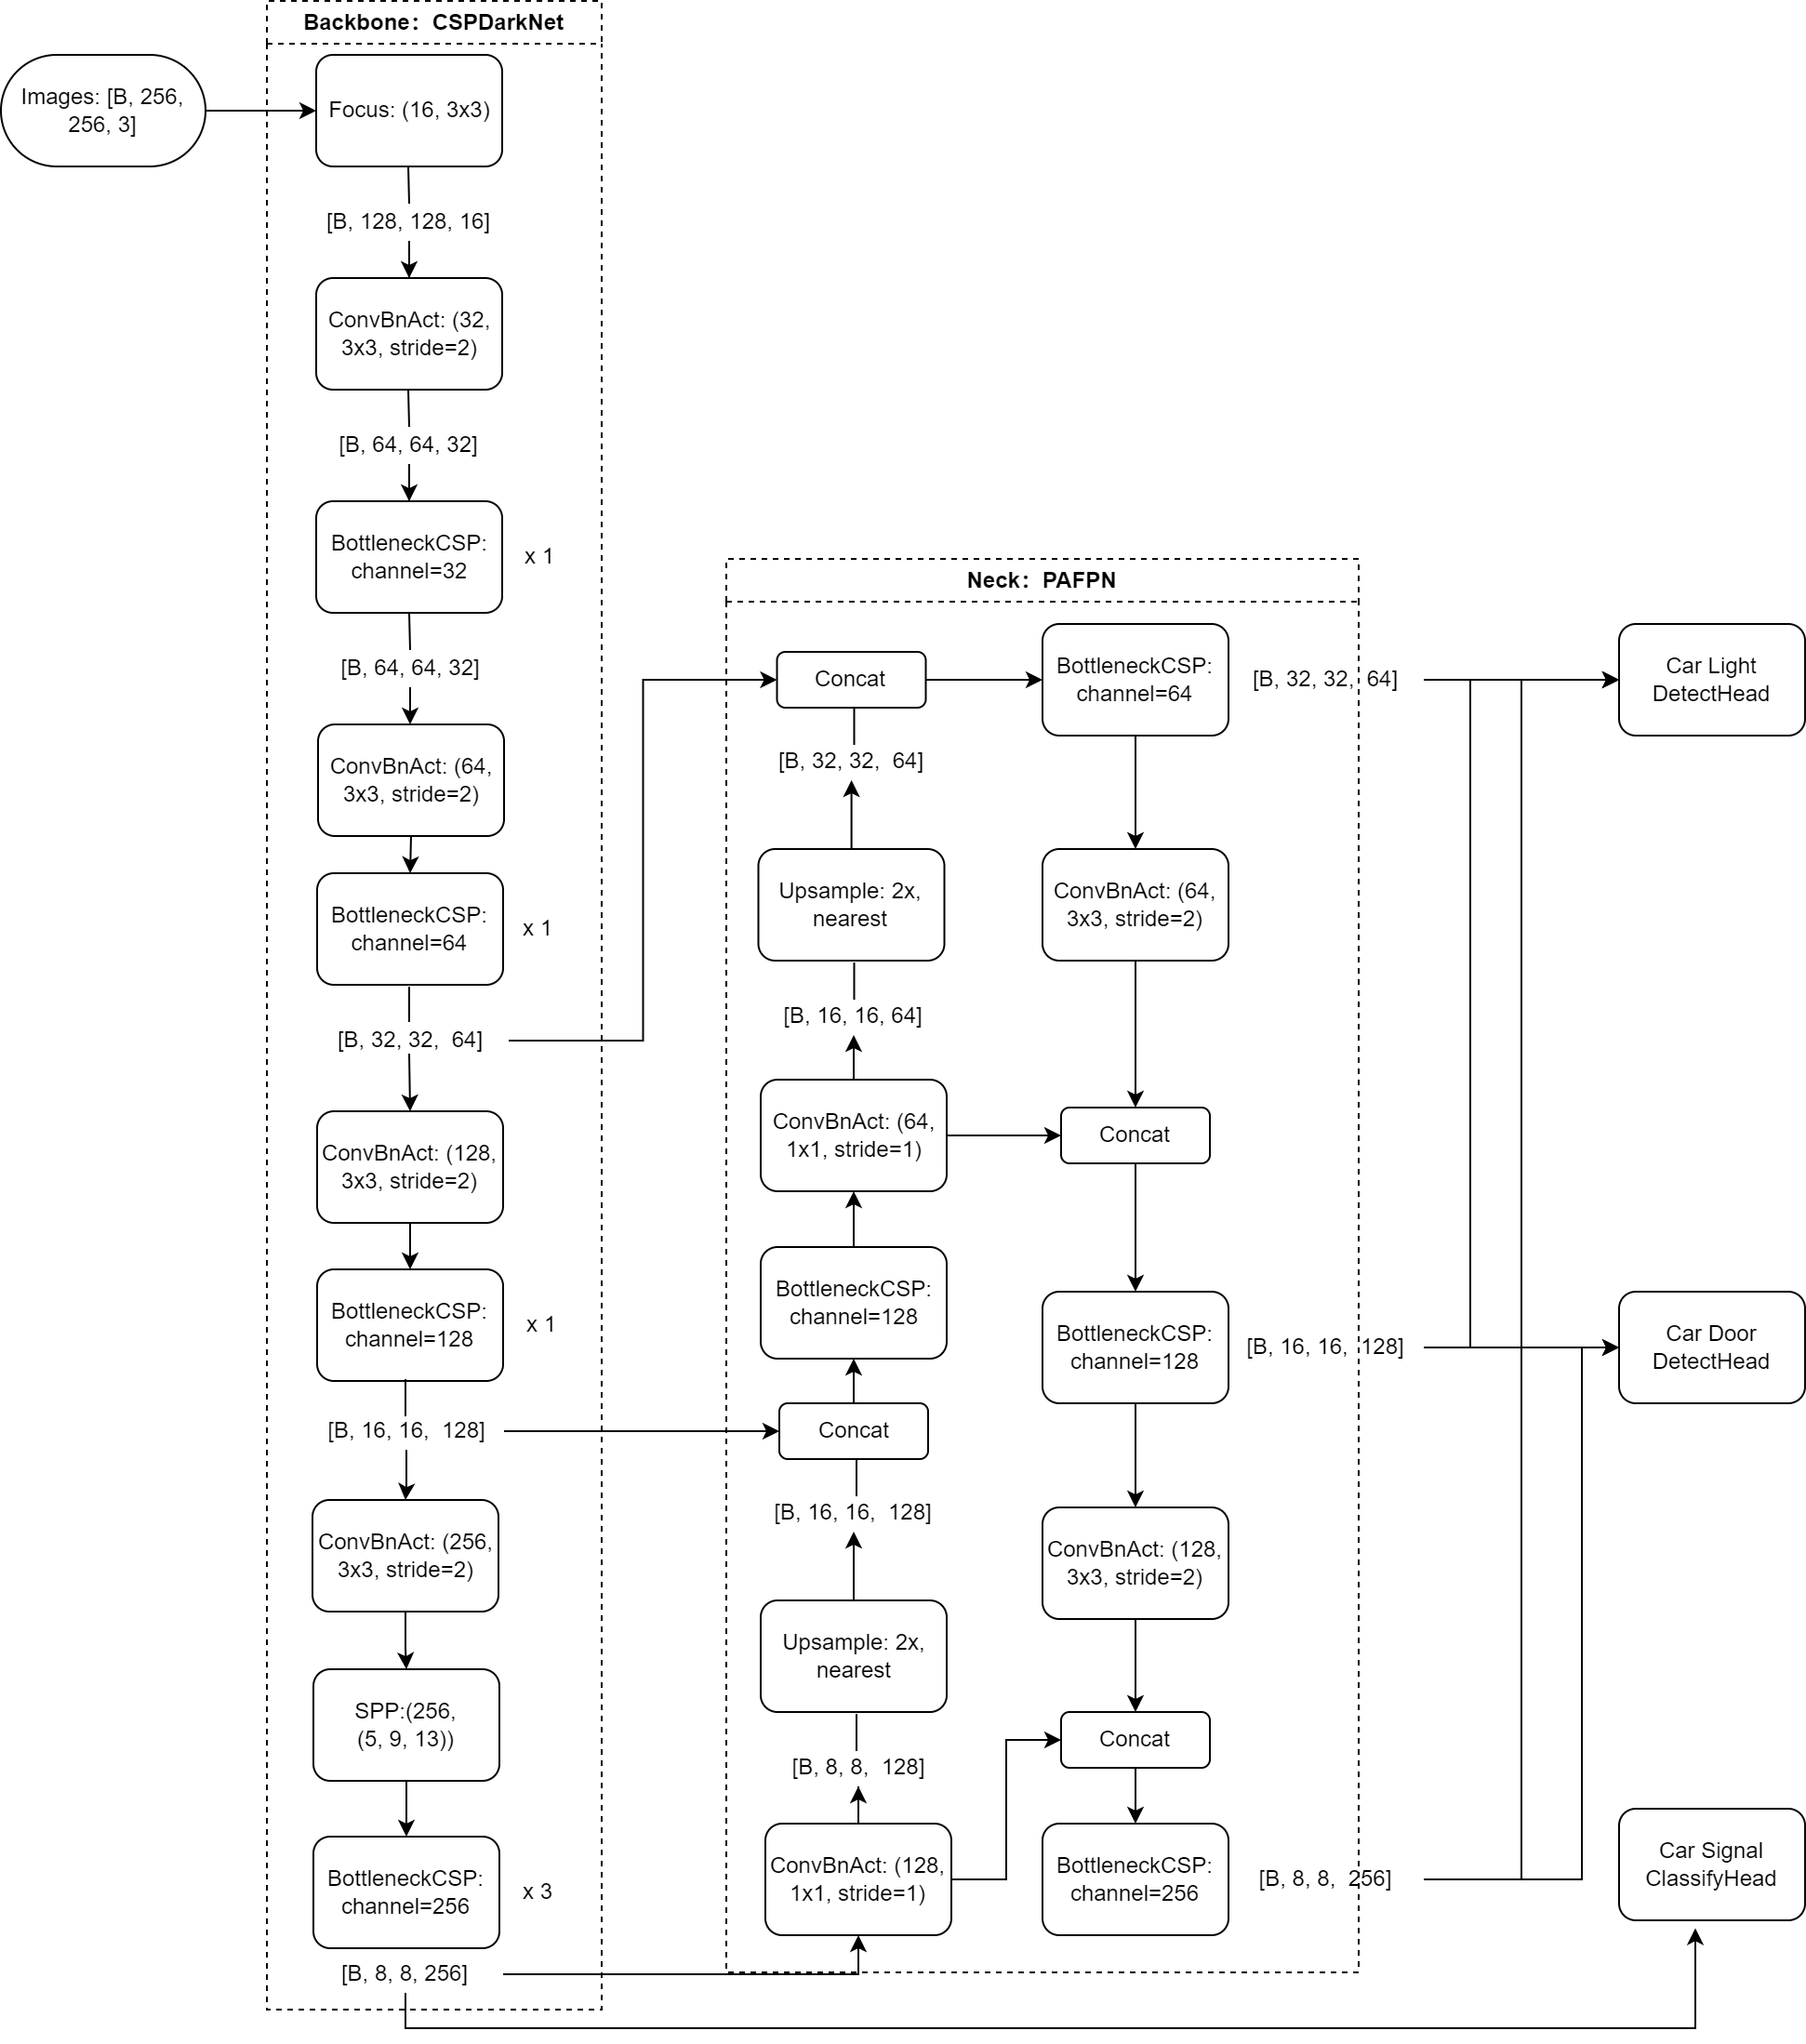 Backbone：CSPDarkNet
Images: [B, 256,
256, 3]
Focus: (16, 3x3)
[B, 128, 128, 16]
ConvBnAct: (32,
3x3, stride=2)
[B, 64, 64, 32]
BottleneckCSP:
channel=32
x 1
[B, 64, 64, 32]
ConvBnAct: (64,
3x3, stride=2)
BottleneckCSP:
channel=64
x 1
[B, 32, 32,  64]
ConvBnAct: (128,
3x3, stride=2)
BottleneckCSP:
channel=128
x 1
[B, 16, 16,  128]
ConvBnAct: (256,
3x3, stride=2)
SPP:(256,
(5, 9, 13))
BottleneckCSP:
channel=256
x 3
[B, 8, 8, 256]
Neck：PAFPN
Concat
[B, 32, 32,  64]
Upsample: 2x,
nearest
[B, 16, 16, 64]
ConvBnAct: (64,
1x1, stride=1)
BottleneckCSP:
channel=128
Concat
[B, 16, 16,  128]
Upsample: 2x,
nearest
[B, 8, 8,  128]
ConvBnAct: (128,
1x1, stride=1)
BottleneckCSP:
channel=64
[B, 32, 32,  64]
ConvBnAct: (64,
3x3, stride=2)
Concat
BottleneckCSP:
channel=128
[B, 16, 16,  128]
ConvBnAct: (128,
3x3, stride=2)
Concat
BottleneckCSP:
channel=256
[B, 8, 8,  256]
Car Light
DetectHead
Car Door
DetectHead
Car Signal
ClassifyHead